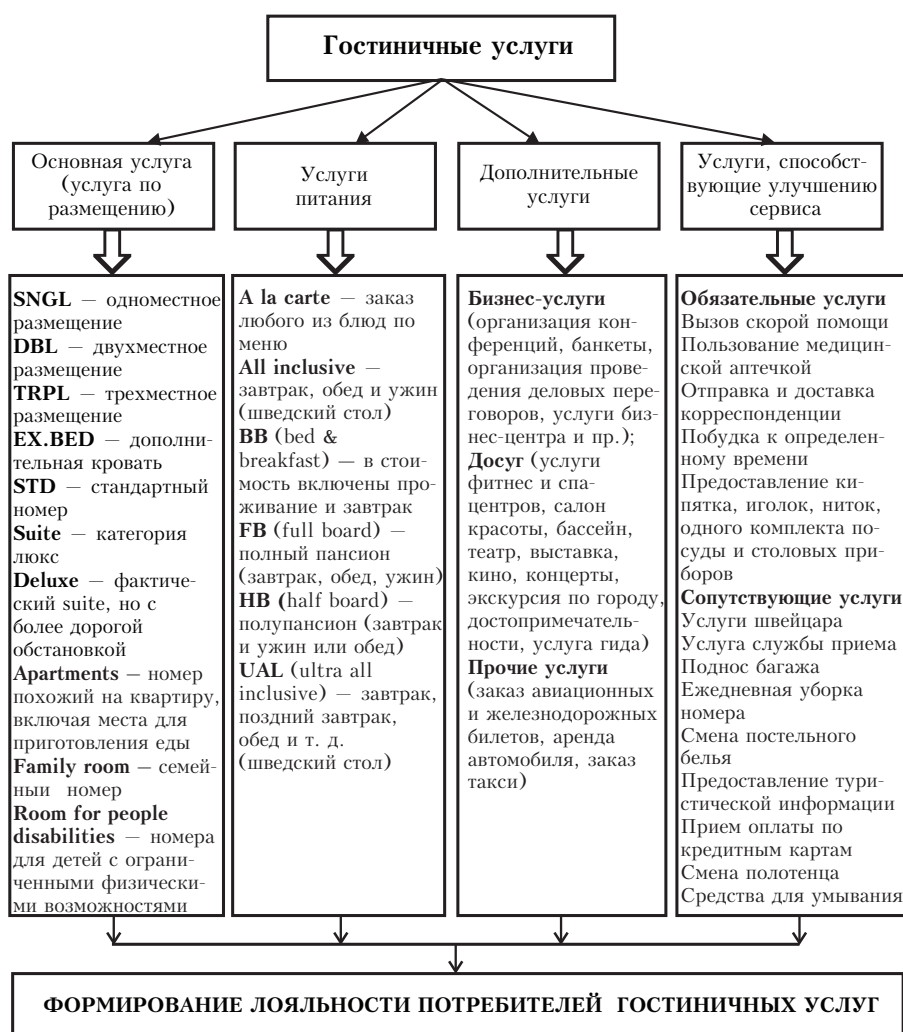 Гостиничные услуги
Основная услуга
(услуга по
размещению)
Услуги
питания
Дополнительные
услуги
Услуги, способст-
вующие улучшению
сервиса
SNGL — одноместное
размещение
DBL — двухместное
размещение
TRPL — трехместное
размещение
EX.BED — дополни-
тельная кровать
STD — стандартный
номер
Suite — категория
люкс
Deluxe — фактиче-
ский suite, но с
более дорогой
обстановкой
Apartments — номер
похожий на квартиру,
включая места для
приготовления еды
Family room — семей-
ныи номер
Room for people
disabilities — номера
для детей с ограни-
ченными физически-
ми возможностями
A la carte — заказ
любого из блюд по
меню
All inclusive —
завтрак, обед и ужин
(шведский стол)
BB (bed &
breakfast) — в стои-
мость включены про-
живание и завтрак
FB (full board) —
полный пансион
(завтрак, обед, ужин)
HB (half board) —
полупансион (завтрак
и ужин или обед)
UAL (ultra all
inclusive) — завтрак,
поздний завтрак,
обед и т. д.
(шведский стол)
Бизнес-услуги
(организация кон-
ференций, банкеты,
организация прове-
дения деловых пере-
говоров, услуги биз-
нес-центра и пр.);
Досуг (услуги
фитнес и спа-
центров, салон
красоты, бассейн,
театр, выставка,
кино, концерты,
экскурсия по городу,
достопримечатель-
ности, услуга гида)
Прочие услуги
(заказ авиационных
и железнодорожных
билетов, аренда
автомобиля, заказ
такси)
Обязательные услуги
Вызов скорой помощи
Пользование медицин-
ской аптечкой
Отправка и доставка
корреспонденции
Побудка к определен-
ному времени
Предоставление ки-
пятка, иголок, ниток,
одного комплекта по-
суды и столовых при-
боров
Сопутствующие услуги
Услуги швейцара
Услуга службы приема
Поднос багажа
Ежедневная уборка
номера
Смена постельного
белья
Предоставление тури-
стической информации
Прием оплаты по
кредитным картам
Смена полотенца
Средства для умывания
ФОРМИРОВАНИЕ ЛОЯЛЬНОСТИ ПОТРЕБИТЕЛЕЙ ГОСТИНИЧНЫХ УСЛУГ